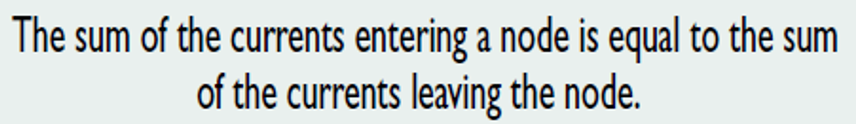 The sum of the currents entering a node is equal to the sum
of the currents leaving the node.